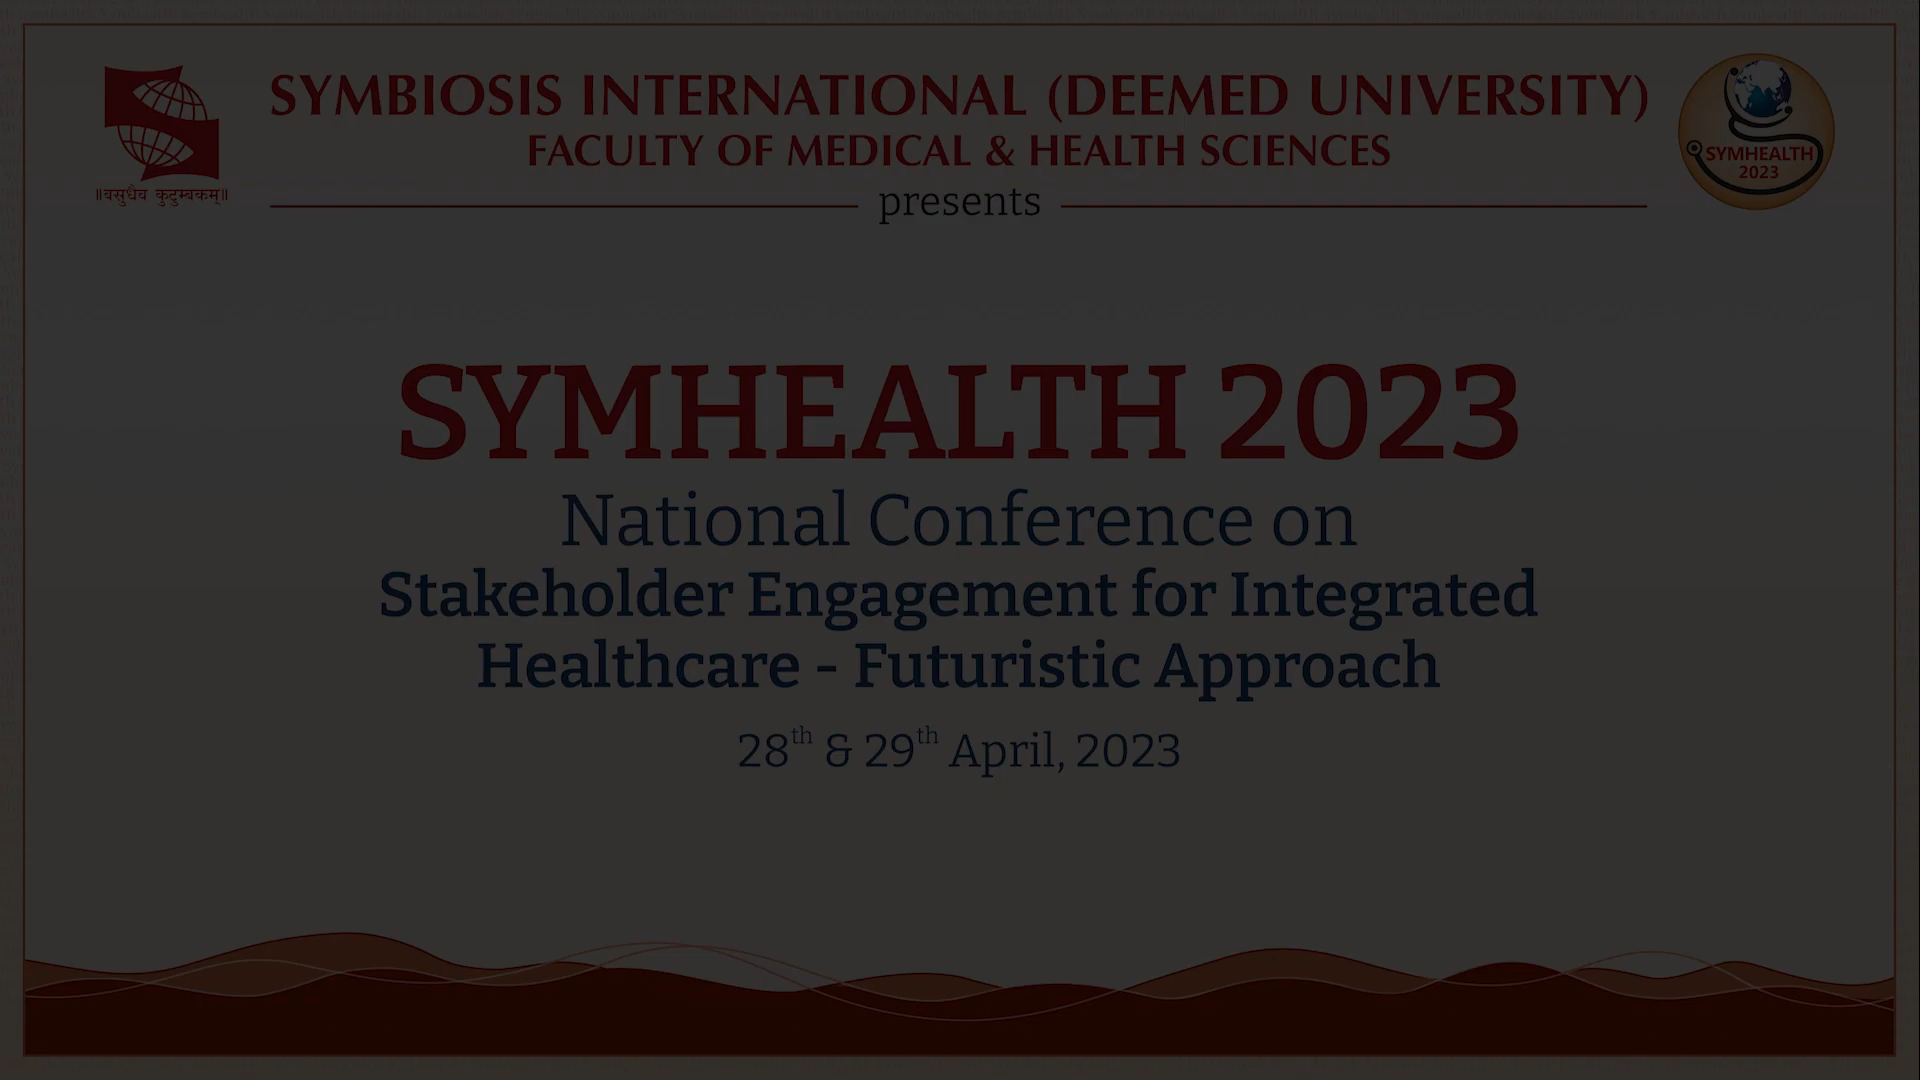 SYMBIOSIS INTERNATIONAL (DEEMED UNIVERSITY)
FACULTY OF MEDICAL & HEALTH SCIENCES
presents
॥वसुधैव कुटुम्बकम्॥
SYMHEALTH
2023
SYMHEALTH 2023
National Conference on
Stakeholder Engagement for Integrated
Healthcare - Futuristic Approach
28th & 29th April, 2023